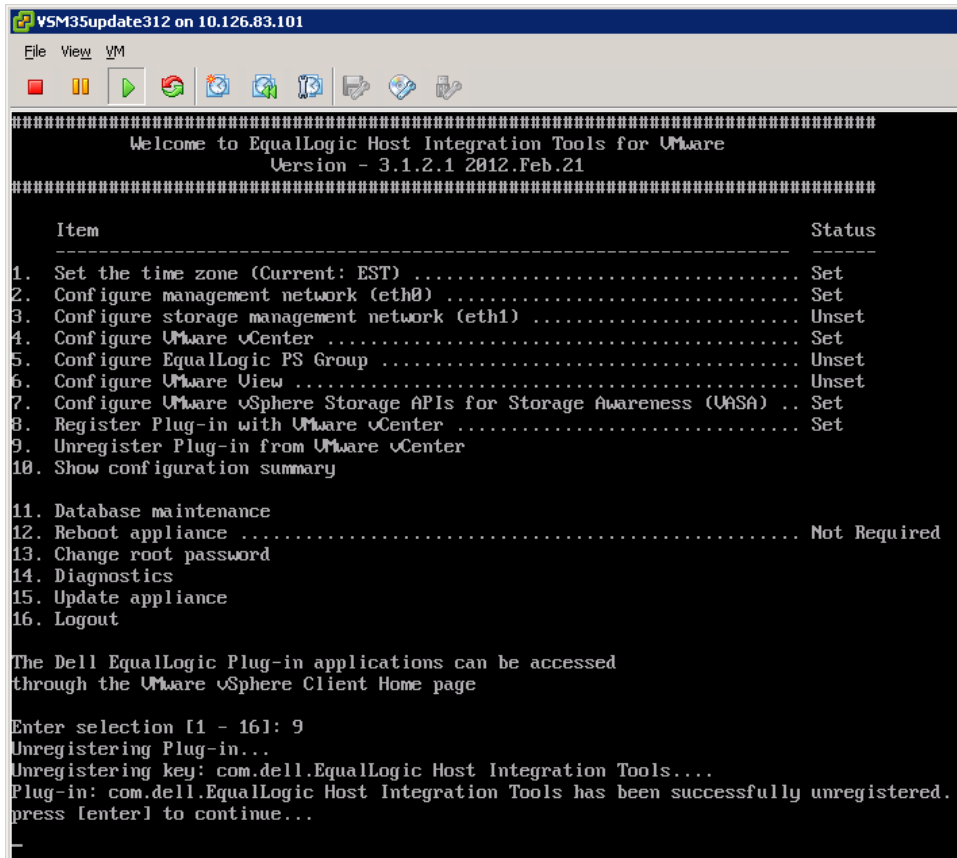 VSM35update312 on 10.126.83.101
File View VM
###############################################################################
Welcome to EqualLogic Host Integration Tools for VMware
Version - 3.1.2.1 2012.Feb.21
###############################################################################
Item Status
------------------------------------------------------------------- ------
1. Set the time zone (Current: EST) ................................... Set
2. Configure management network (eth0) ................................ Set
3. Configure storage management network (eth1) ........................ Unset
4. Configure VMware vCenter ........................................... Set
5. Configure EqualLogic PS Group ...................................... Unset
6. Configure VMware View .............................................. Unset
7. Configure VMware vSphere Storage APIs for Storage Awareness (VASA) .. Set
8. Register Plug-in with VMware vCenter ............................... Set
9. Unregister Plug-in from VMware vCenter
10. Show configuration summary
11. Database maintenance
12. Reboot appliance ................................................... Not Required
13. Change root password
14. Diagnostics
15. Update appliance
16. Logout
The Dell EqualLogic Plug-in applications can be accessed
through the VMware vSphere Client Home page
Enter selection [1 - 16]: 9
Unregistering Plug-in...
Unregistering key: com.dell.EqualLogic Host Integration Tools....
Plug-in: com.dell.EqualLogic Host Integration Tools has been successfully unregistered.
press [enter] to continue...
_